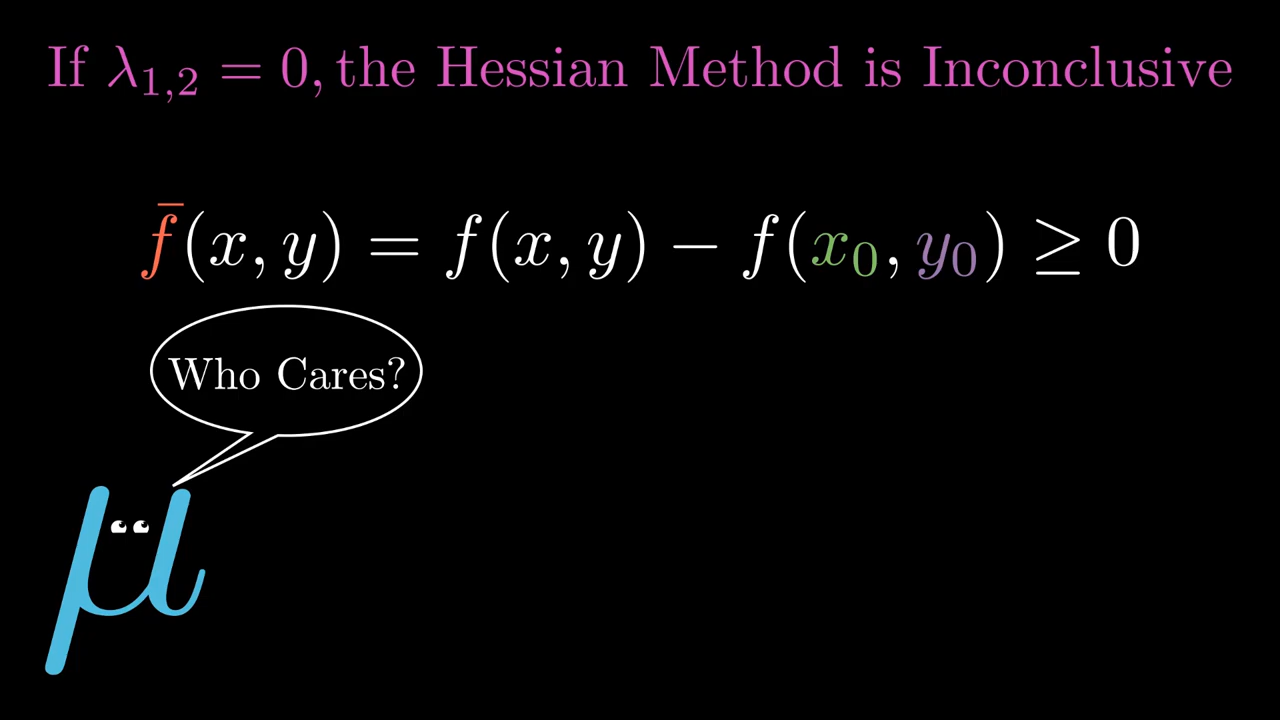 If λ₁,₂ = 0, the Hessian Method is Inconclusive
f̄(x, y) = f(x, y) − f(x₀, y₀) ≥ 0
Who Cares?
μ